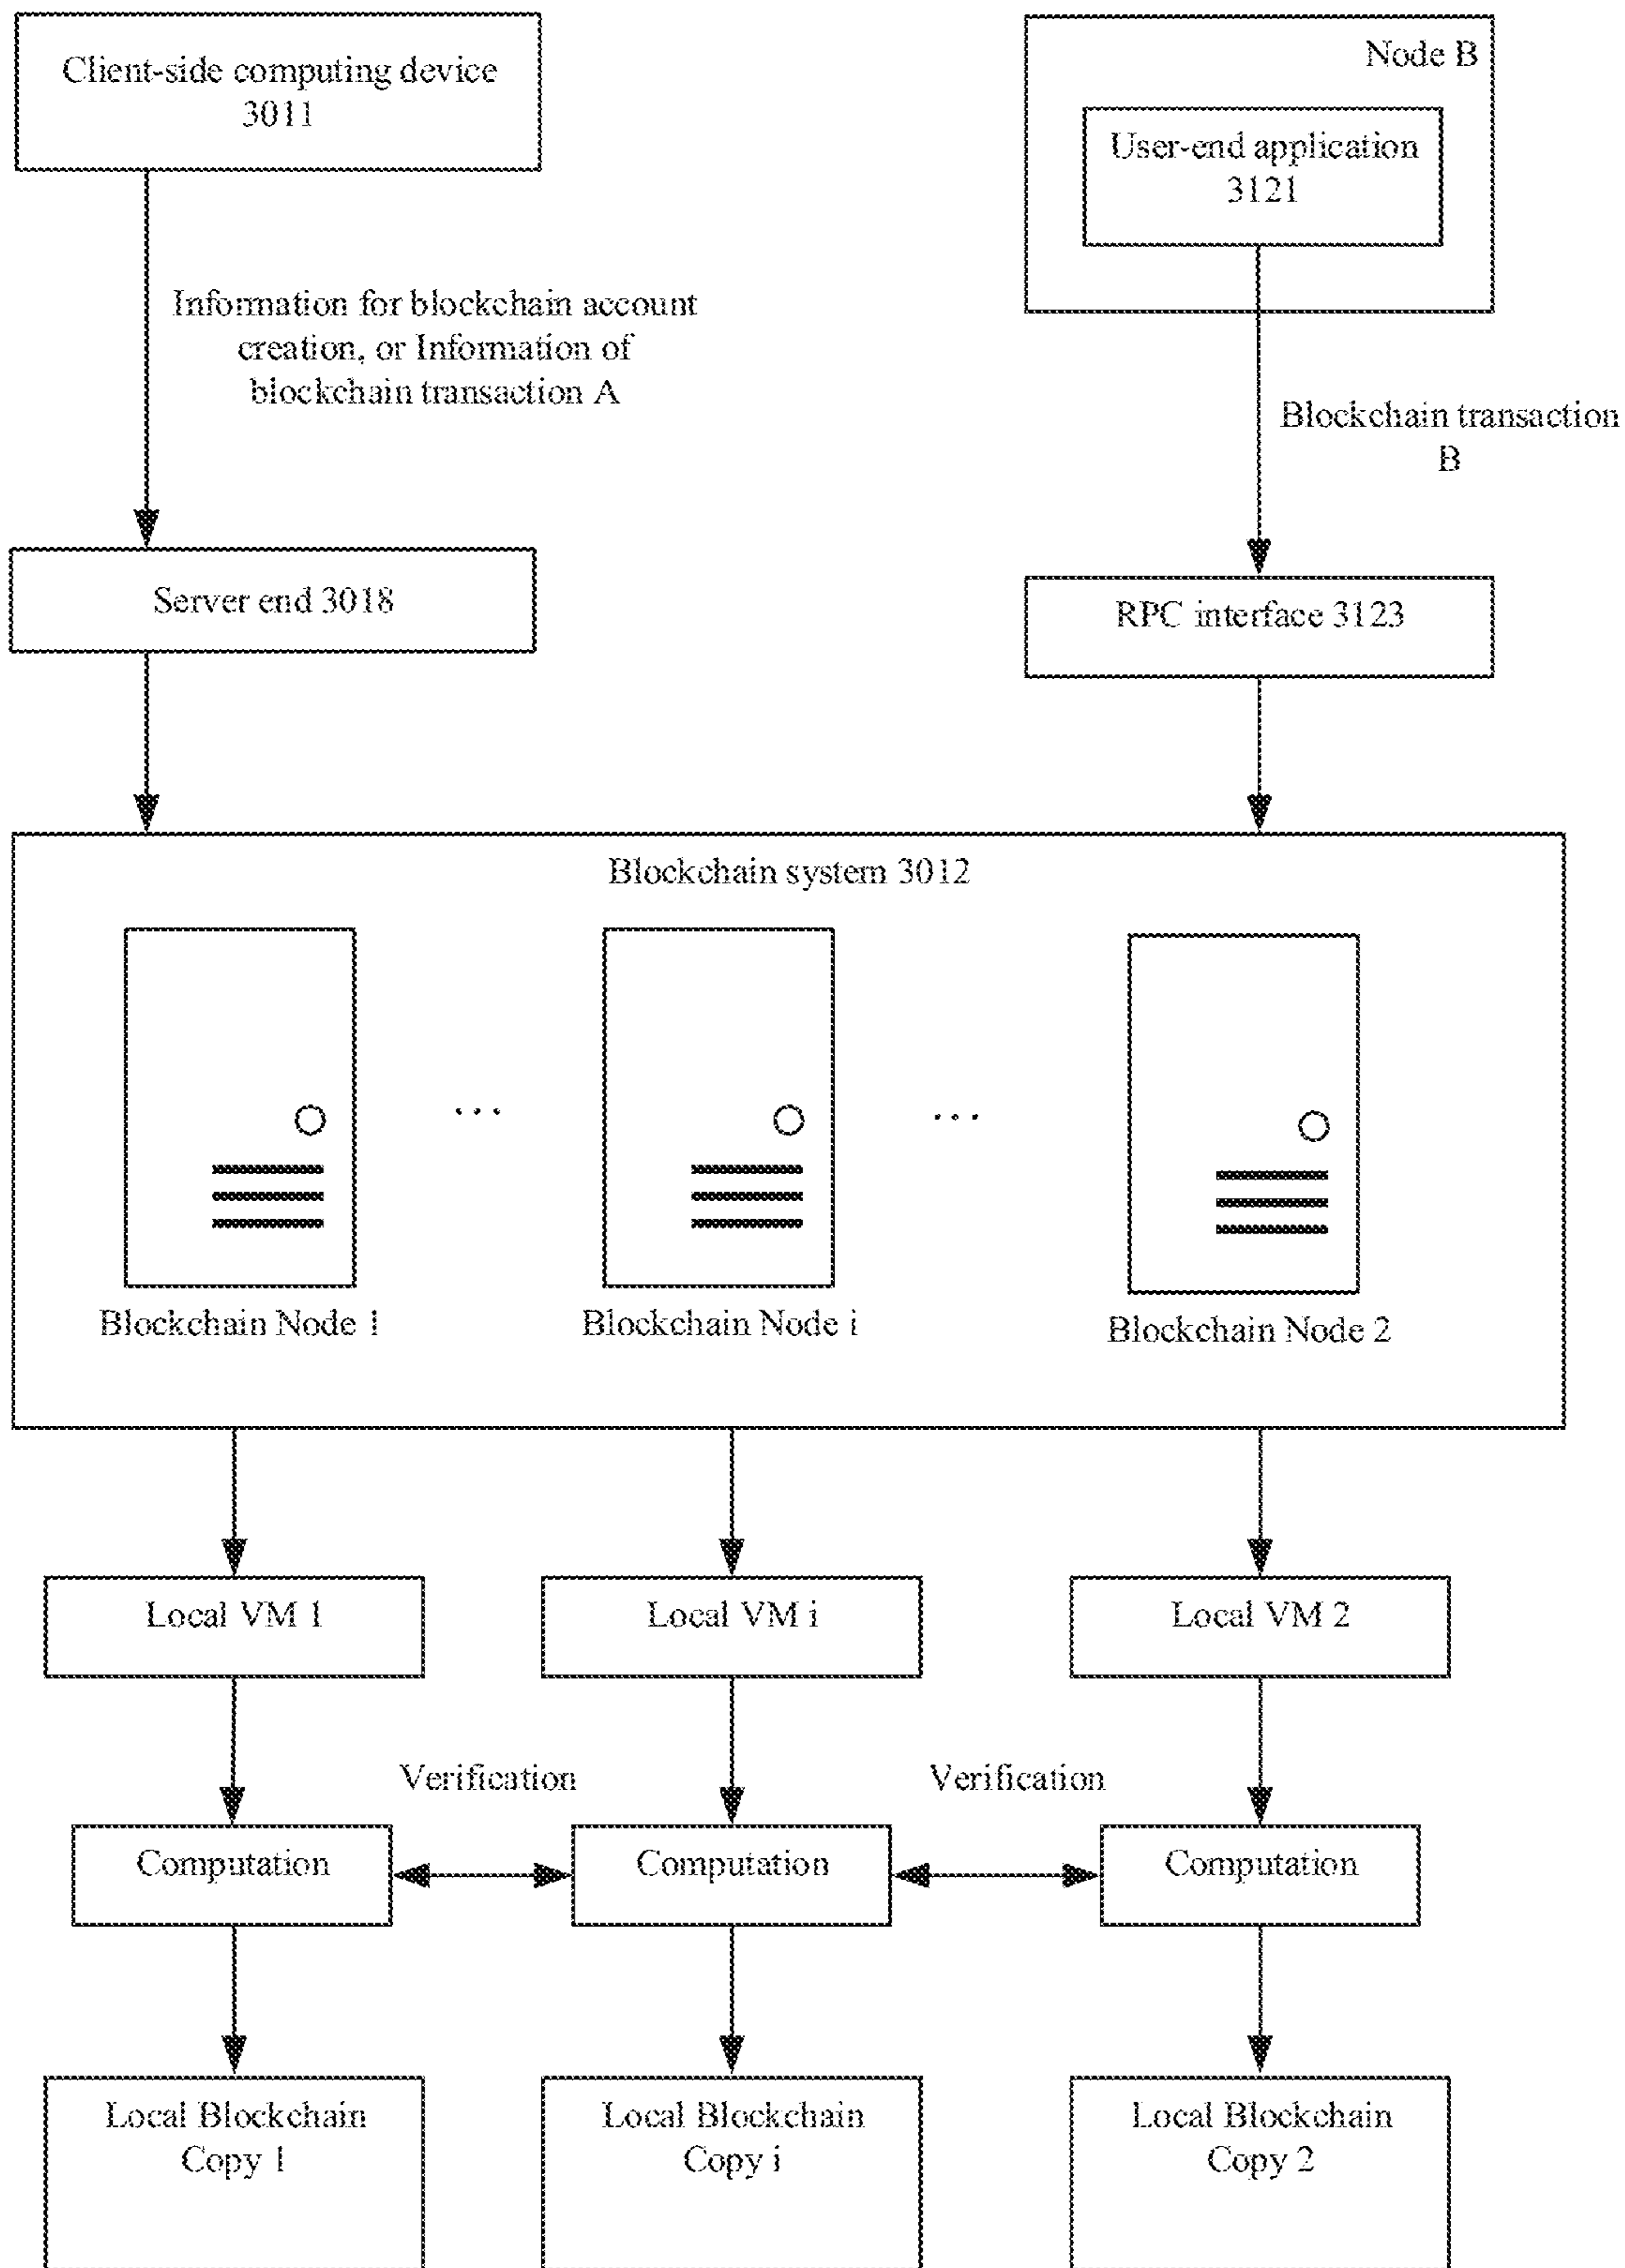 Client-side computing device
3011
Node B
User-end application
3121
Information for blockchain account
creation, or Information of
blockchain transaction A
Blockchain transaction
B
Server end 3018
RPC interface 3123
Blockchain system 3012
...
...
Blockchain Node 1
Blockchain Node i
Blockchain Node 2
Local VM 1
Local VM i
Local VM 2
Verification
Verification
Computation
Computation
Computation
Local Blockchain
Copy 1
Local Blockchain
Copy i
Local Blockchain
Copy 2